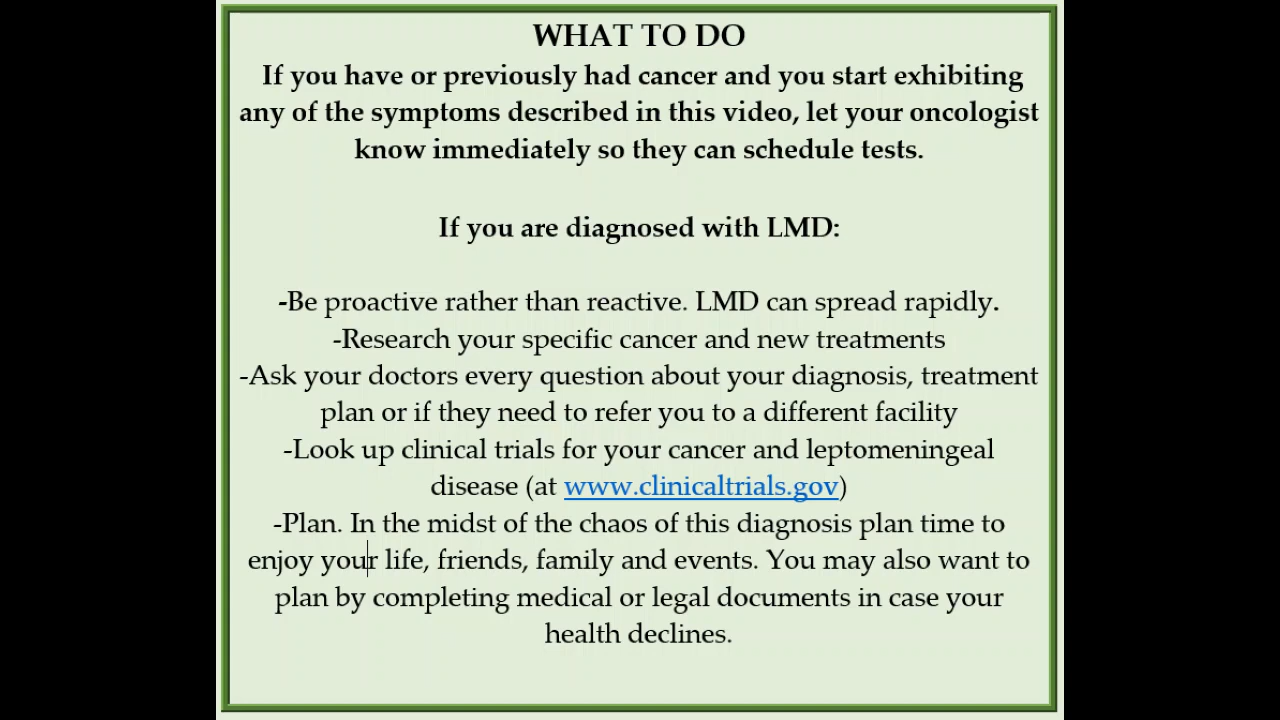 WHAT TO DO
If you have or previously had cancer and you start exhibiting
any of the symptoms described in this video, let your oncologist
know immediately so they can schedule tests.
If you are diagnosed with LMD:
-Be proactive rather than reactive. LMD can spread rapidly.
-Research your specific cancer and new treatments
-Ask your doctors every question about your diagnosis, treatment
plan or if they need to refer you to a different facility
-Look up clinical trials for your cancer and leptomeningeal
disease (at www.clinicaltrials.gov)
-Plan. In the midst of the chaos of this diagnosis plan time to
enjoy your life, friends, family and events. You may also want to
plan by completing medical or legal documents in case your
health declines.